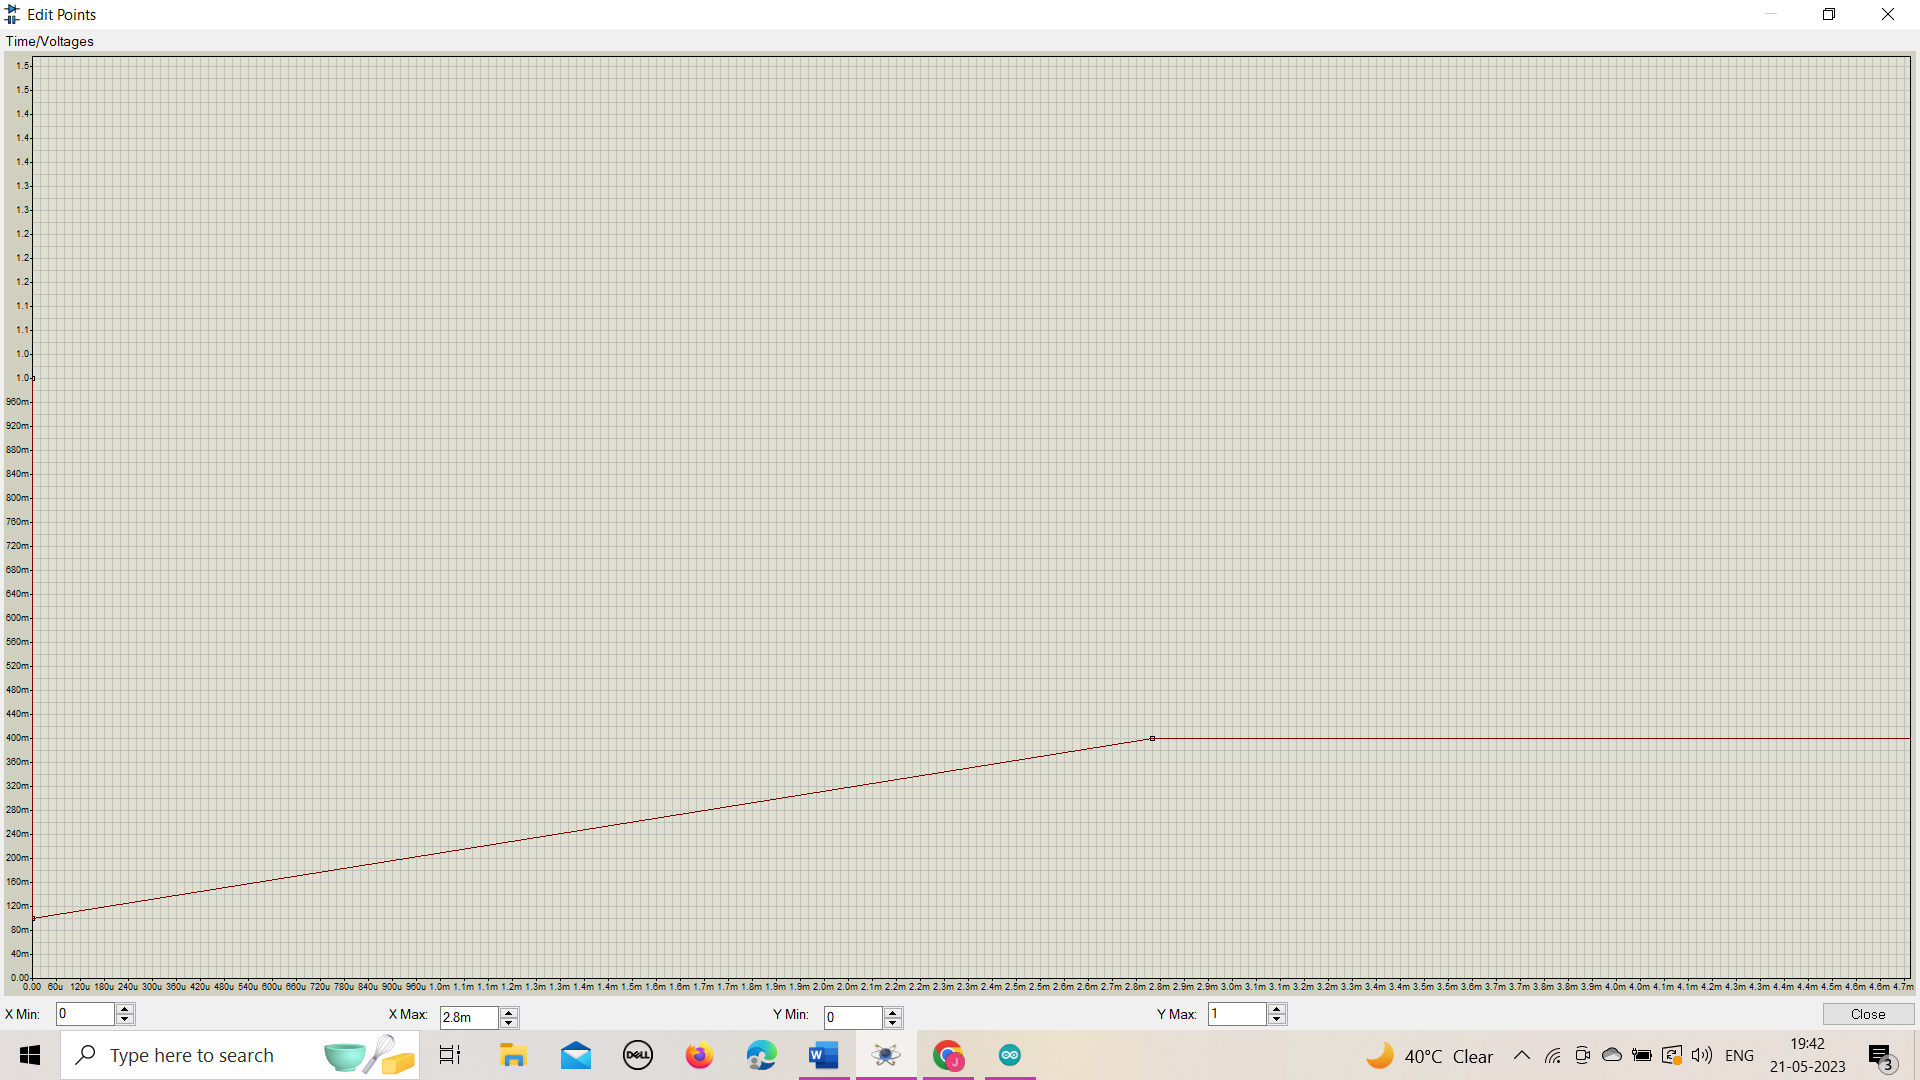 Edit Points
Time/Voltages
1.5
1.5
1.4
1.4
1.4
1.3
1.3
1.2
1.2
1.2
1.1
1.1
1.0
1.0
960m
920m
880m
840m
800m
760m
720m
680m
640m
600m
560m
520m
480m
440m
400m
360m
320m
280m
240m
200m
160m
120m
80m
40m
0.00
0.00 60u 120u 180u 240u 300u 360u 420u 480u 540u 600u 660u 720u 780u 840u 900u 960u 1.0m 1.1m 1.1m 1.2m 1.3m 1.3m 1.4m 1.4m 1.5m 1.6m 1.6m 1.7m 1.7m 1.8m 1.9m 1.9m 2.0m 2.0m 2.1m 2.2m 2.2m 2.3m 2.3m 2.4m 2.5m 2.5m 2.6m 2.6m 2.7m 2.8m 2.8m 2.9m 2.9m 3.0m 3.1m 3.1m 3.2m 3.2m 3.3m 3.4m 3.4m 3.5m 3.5m 3.6m 3.7m 3.7m 3.8m 3.8m 3.9m 4.0m 4.0m 4.1m 4.1m 4.2m 4.3m 4.3m 4.4m 4.4m 4.5m 4.6m 4.6m 4.7m
X Min: 0 X Max: 2.8m Y Min: 0 Y Max: 1 Close
Type here to search DELL W J 40°C Clear ENG 19:42
21-05-2023 3